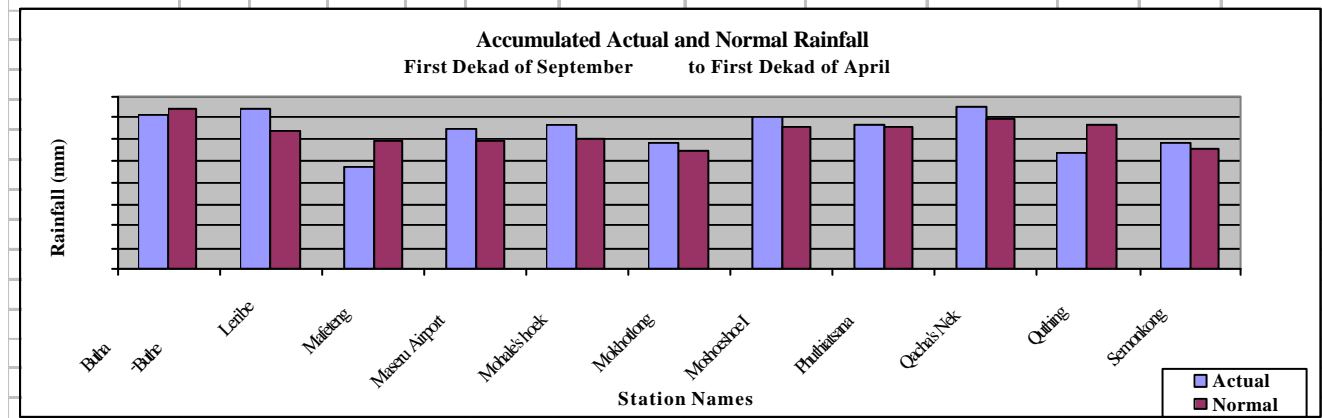 Accumulated Actual and Normal Rainfall
First Dekad of September to First Dekad of April
Rainfall (mm)
Butha
-Buthe
Leribe
Mafeteng
Maseru Airport
Mohale's hoek
Mokhotlong
Moshoeshoe I
Phuthiatsana
Qacha's Nek
Quthing
Semonkong
Station Names
Actual
Normal